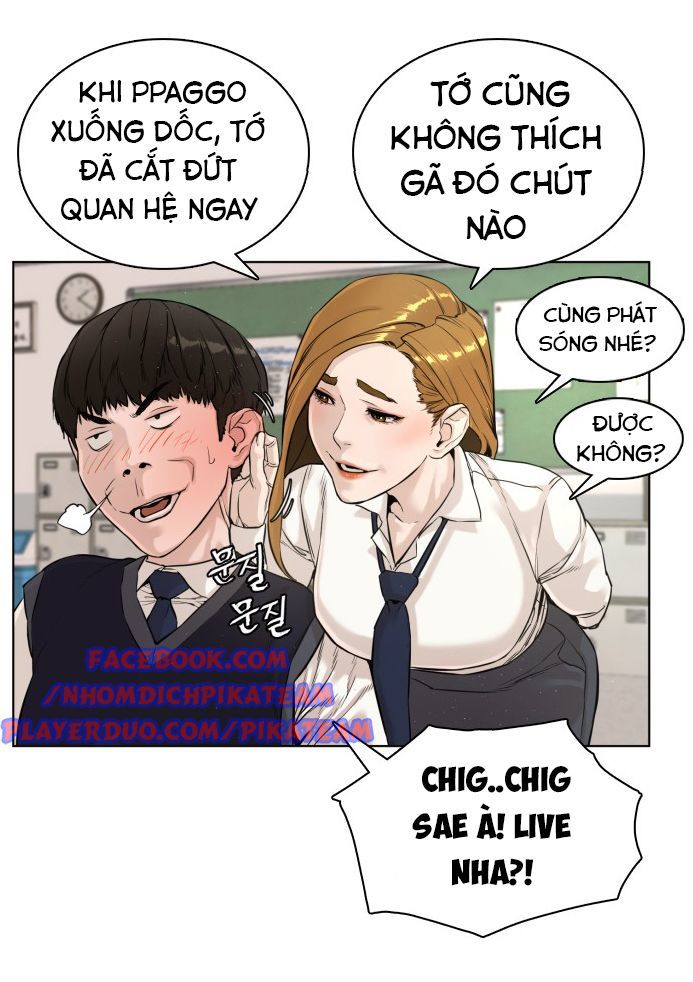 KHI PPAGGO
XUỐNG DỐC, TỚ
ĐÃ CẮT ĐỨT
QUAN HỆ NGAY
TỚ CŨNG
KHÔNG THÍCH
GÃ ĐÓ CHÚT
NÀO
CÙNG PHÁT
SÓNG NHÉ?
ĐƯỢC
KHÔNG?
문질
문질
FACEBOOK.COM
/NHOMDICHPIKATEAM
PLAYERDUO.COM/PIKATEAM
CHIG..CHIG
SAE À! LIVE
NHA?!